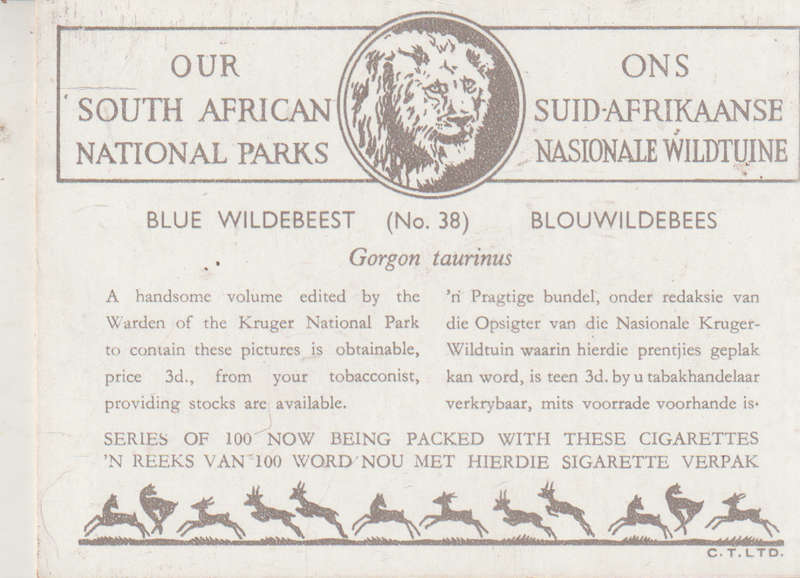 OUR
SOUTH AFRICAN
NATIONAL PARKS
ONS
SUID-AFRIKAANSE
NASIONALE WILDTUINE
BLUE WILDEBEEST (No. 38) BLOUWILDEBEES
Gorgon taurinus
A handsome volume edited by the
Warden of the Kruger National Park
to contain these pictures is obtainable,
price 3d., from your tobacconist,
providing stocks are available.
'n Pragtige bundel, onder redaksie van
die Opsigter van die Nasionale Kruger-
Wildtuin waarin hierdie prentjies geplak
kan word, is teen 3d. by u tabakhandelaar
verkrybaar, mits voorrade voorhande is.
SERIES OF 100 NOW BEING PACKED WITH THESE CIGARETTES
'N REEKS VAN 100 WORD NOU MET HIERDIE SIGARETTE VERPAK
C.T.LTD.